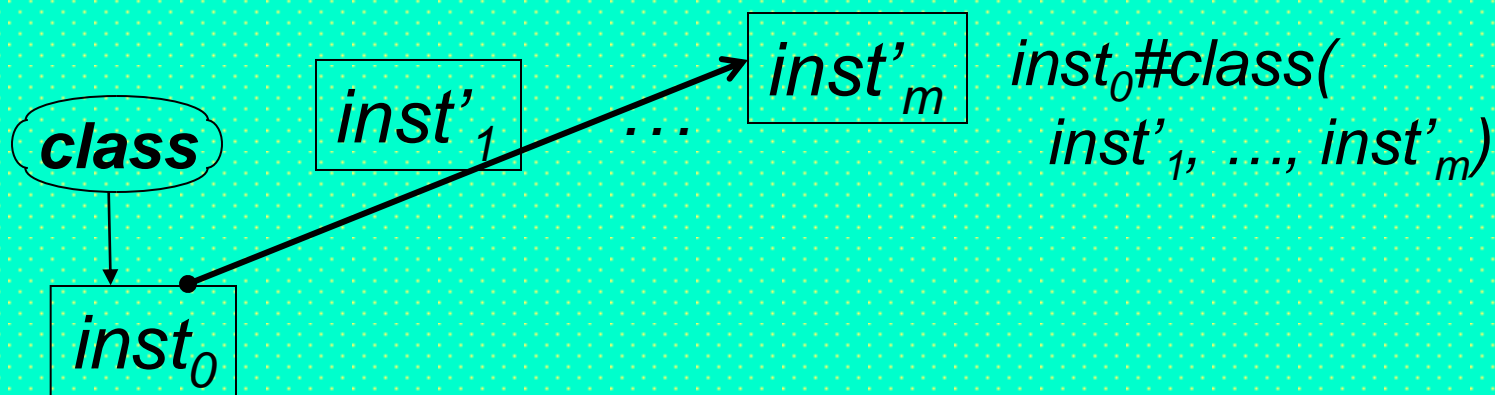 inst’m
inst0#class(
inst’1
…
class
inst’1, …, inst’m)
inst0